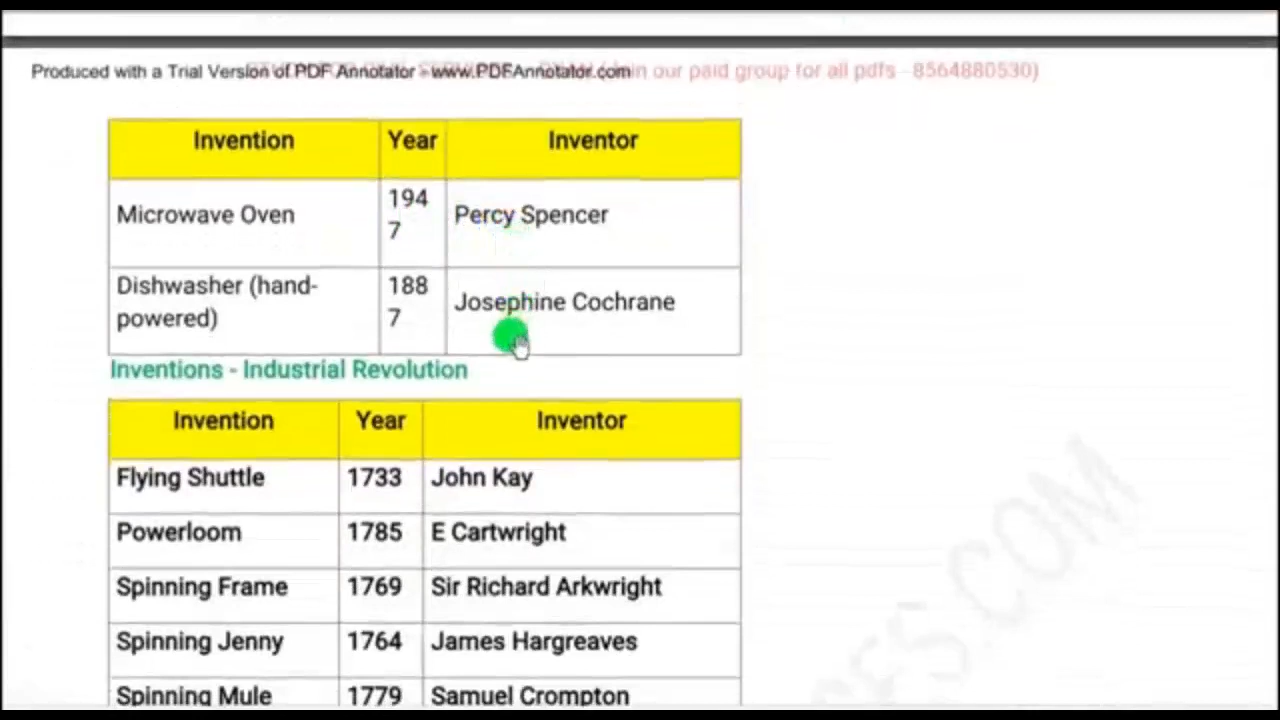 Produced with a Trial Version of PDF Annotator - www.PDFAnnotator.com
Join our paid group for all pdfs - 8564880530)
Invention Year Inventor
Microwave Oven 194 7 Percy Spencer
Dishwasher (hand- 188 Josephine Cochrane
powered) 7
Inventions - Industrial Revolution
Invention Year Inventor
Flying Shuttle 1733 John Kay
Powerloom 1785 E Cartwright
Spinning Frame 1769 Sir Richard Arkwright
Spinning Jenny 1764 James Hargreaves
Spinning Mule 1779 Samuel Crompton